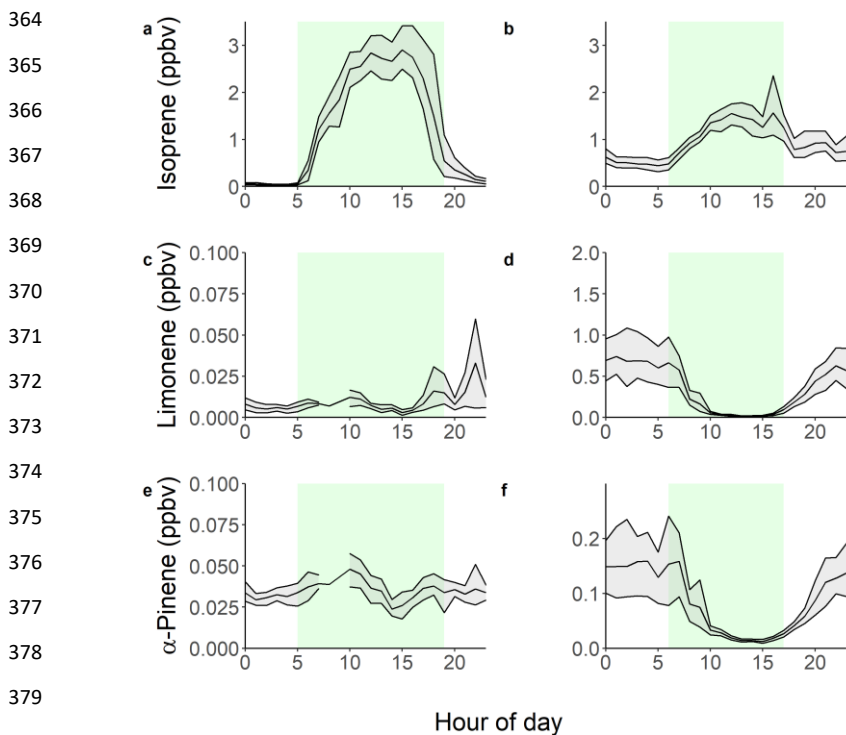 364
365
366
367
368
369
370
371
372
373
374
375
376
377
378
379
a
Isoprene (ppbv)
3
2
1
0
0 5 10 15 20
b
3
2
1
0
0 5 10 15 20
c
Limonene (ppbv)
0.100
0.075
0.050
0.025
0.000
0 5 10 15 20
d
2.0
1.5
1.0
0.5
0.0
0 5 10 15 20
e
α-Pinene (ppbv)
0.100
0.075
0.050
0.025
0.000
0 5 10 15 20
f
0.2
0.1
0.0
0 5 10 15 20
Hour of day